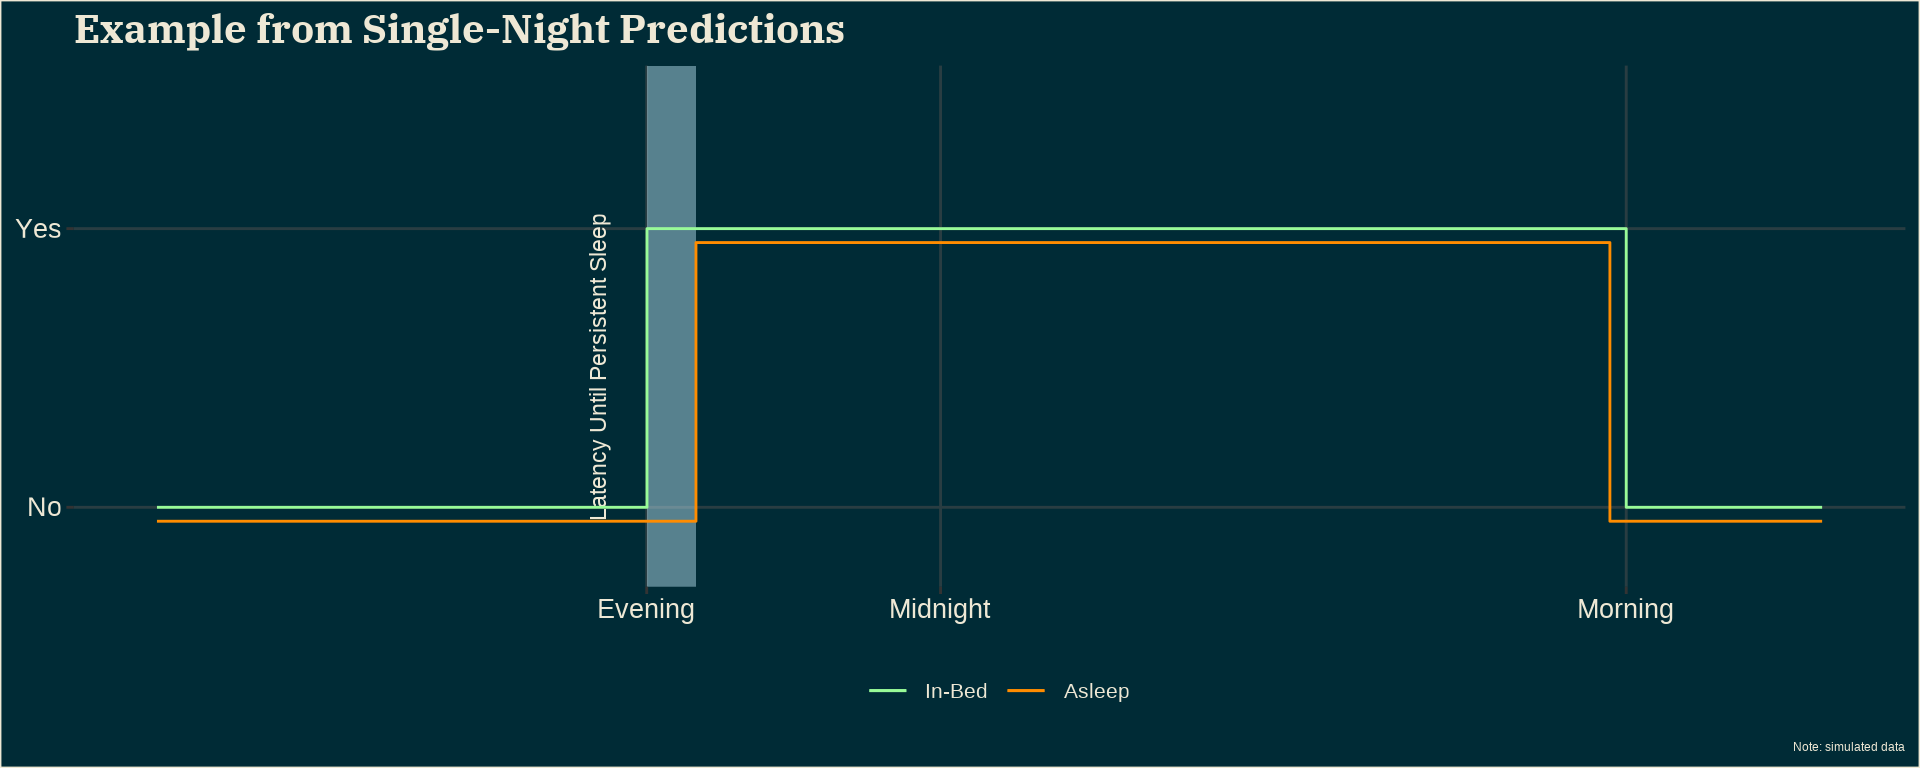 Example from Single-Night Predictions
Yes
Latency Until Persistent Sleep
No
Evening
Midnight
Morning
In-Bed
Asleep
Note: simulated data